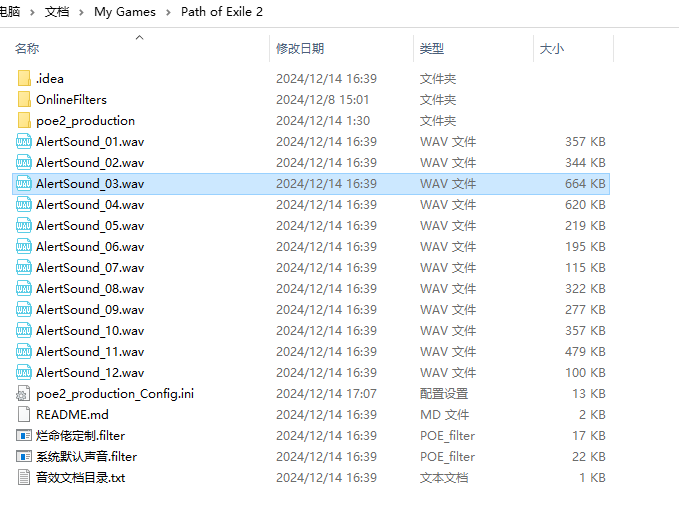 电脑 > 文档 > My Games > Path of Exile 2
名称 修改日期 类型 大小
.idea 2024/12/14 16:39 文件夹
OnlineFilters 2024/12/8 15:01 文件夹
poe2_production 2024/12/14 1:30 文件夹
AlertSound_01.wav 2024/12/14 16:39 WAV 文件 357 KB
AlertSound_02.wav 2024/12/14 16:39 WAV 文件 344 KB
AlertSound_03.wav 2024/12/14 16:39 WAV 文件 664 KB
AlertSound_04.wav 2024/12/14 16:39 WAV 文件 620 KB
AlertSound_05.wav 2024/12/14 16:39 WAV 文件 219 KB
AlertSound_06.wav 2024/12/14 16:39 WAV 文件 195 KB
AlertSound_07.wav 2024/12/14 16:39 WAV 文件 115 KB
AlertSound_08.wav 2024/12/14 16:39 WAV 文件 322 KB
AlertSound_09.wav 2024/12/14 16:39 WAV 文件 277 KB
AlertSound_10.wav 2024/12/14 16:39 WAV 文件 357 KB
AlertSound_11.wav 2024/12/14 16:39 WAV 文件 479 KB
AlertSound_12.wav 2024/12/14 16:39 WAV 文件 100 KB
poe2_production_Config.ini 2024/12/14 17:07 配置设置 13 KB
README.md 2024/12/14 16:39 MD 文件 2 KB
烂命佬定制.filter 2024/12/14 16:39 POE_filter 17 KB
系统默认声音.filter 2024/12/14 16:39 POE_filter 22 KB
音效文档目录.txt 2024/12/14 16:39 文本文档 1 KB